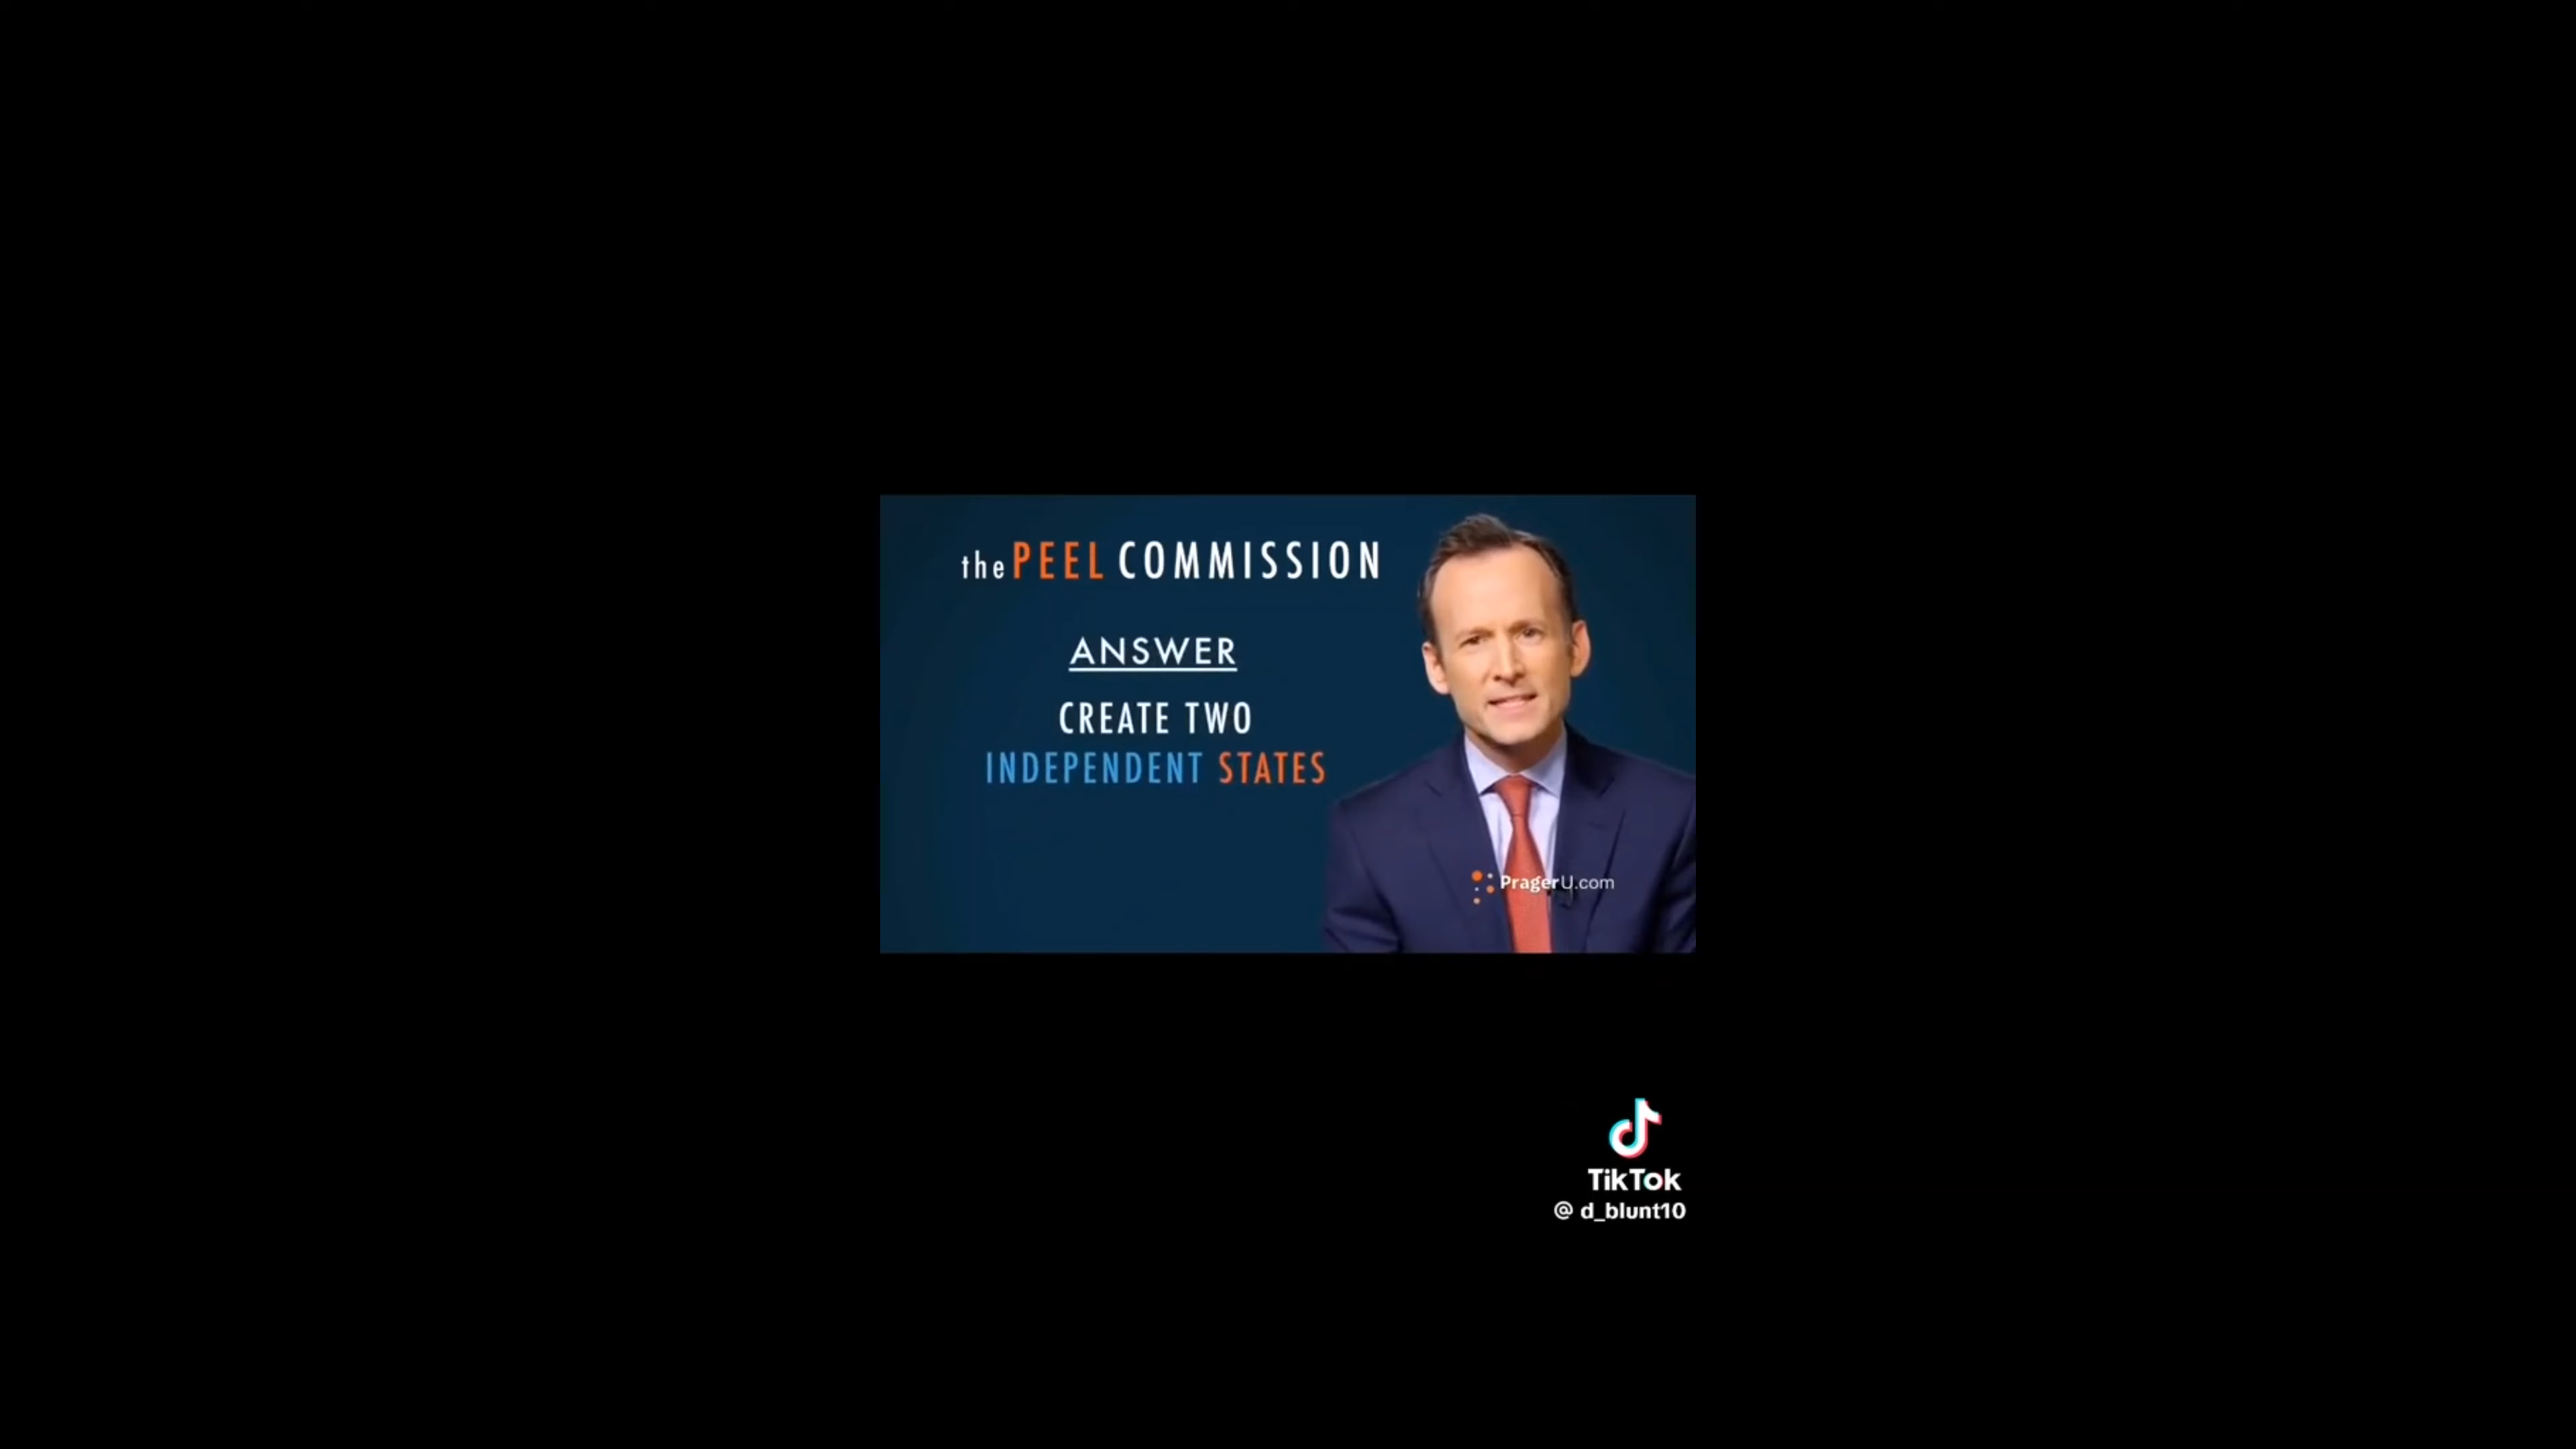 the PEEL COMMISSION
ANSWER
CREATE TWO
INDEPENDENT STATES
PragerU.com
TikTok
@ d_blunt10